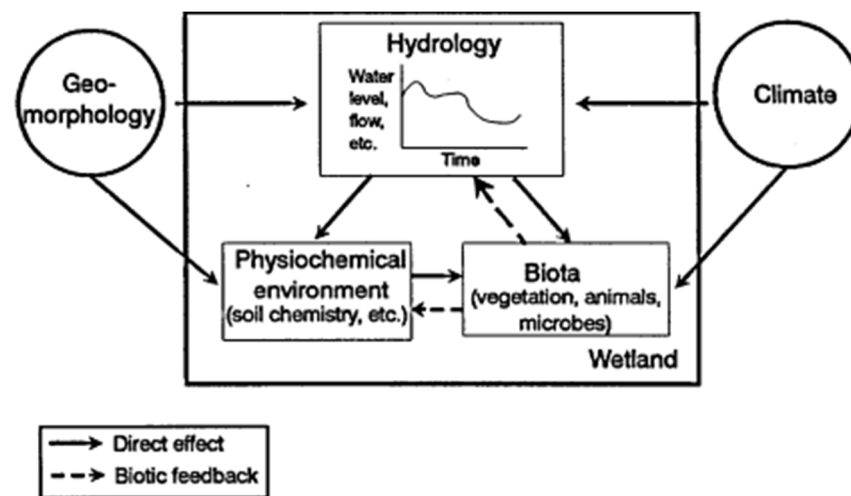 Hydrology
Water
level,
flow,
etc.
Time
Geo-
morphology
Climate
Physiochemical
environment
(soil chemistry, etc.)
Biota
(vegetation, animals,
microbes)
Wetland
Direct effect
Biotic feedback